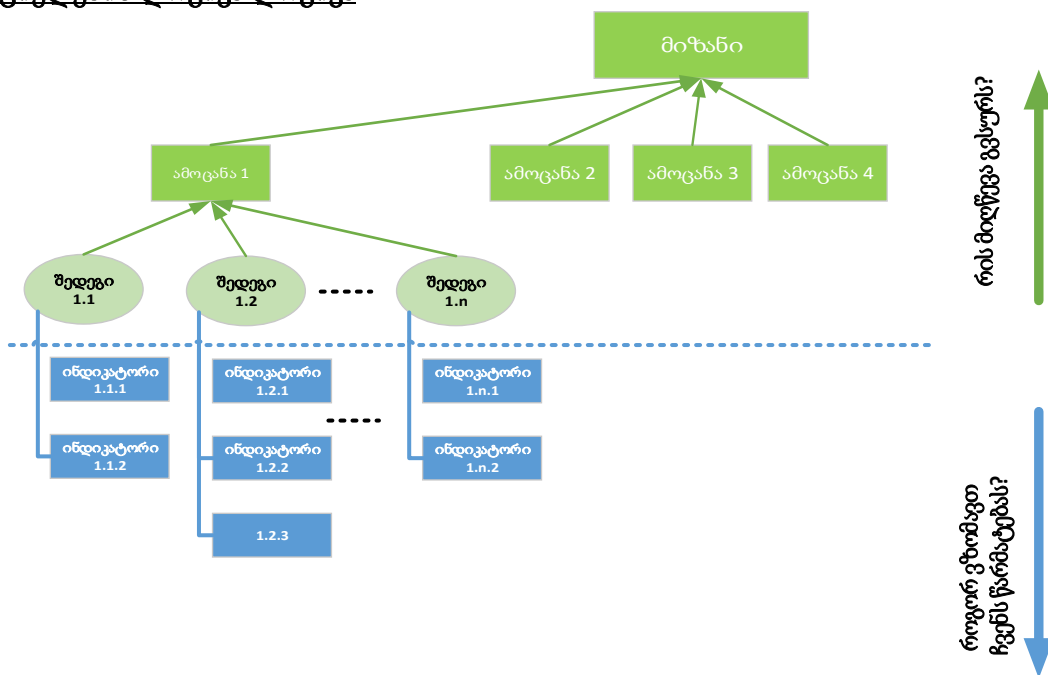 მიზანი
ამოცანა 1
ამოცანა 2
ამოცანა 3
ამოცანა 4
შედეგი
1.1
შედეგი
1.2
შედეგი
1.n
ინდიკატორი
1.1.1
ინდიკატორი
1.2.1
ინდიკატორი
1.n.1
ინდიკატორი
1.1.2
ინდიკატორი
1.2.2
ინდიკატორი
1.n.2
1.2.3
რის მიღწევა გვსურს?
როგორ ვზომავთ
ჩვენს წარმატებას?